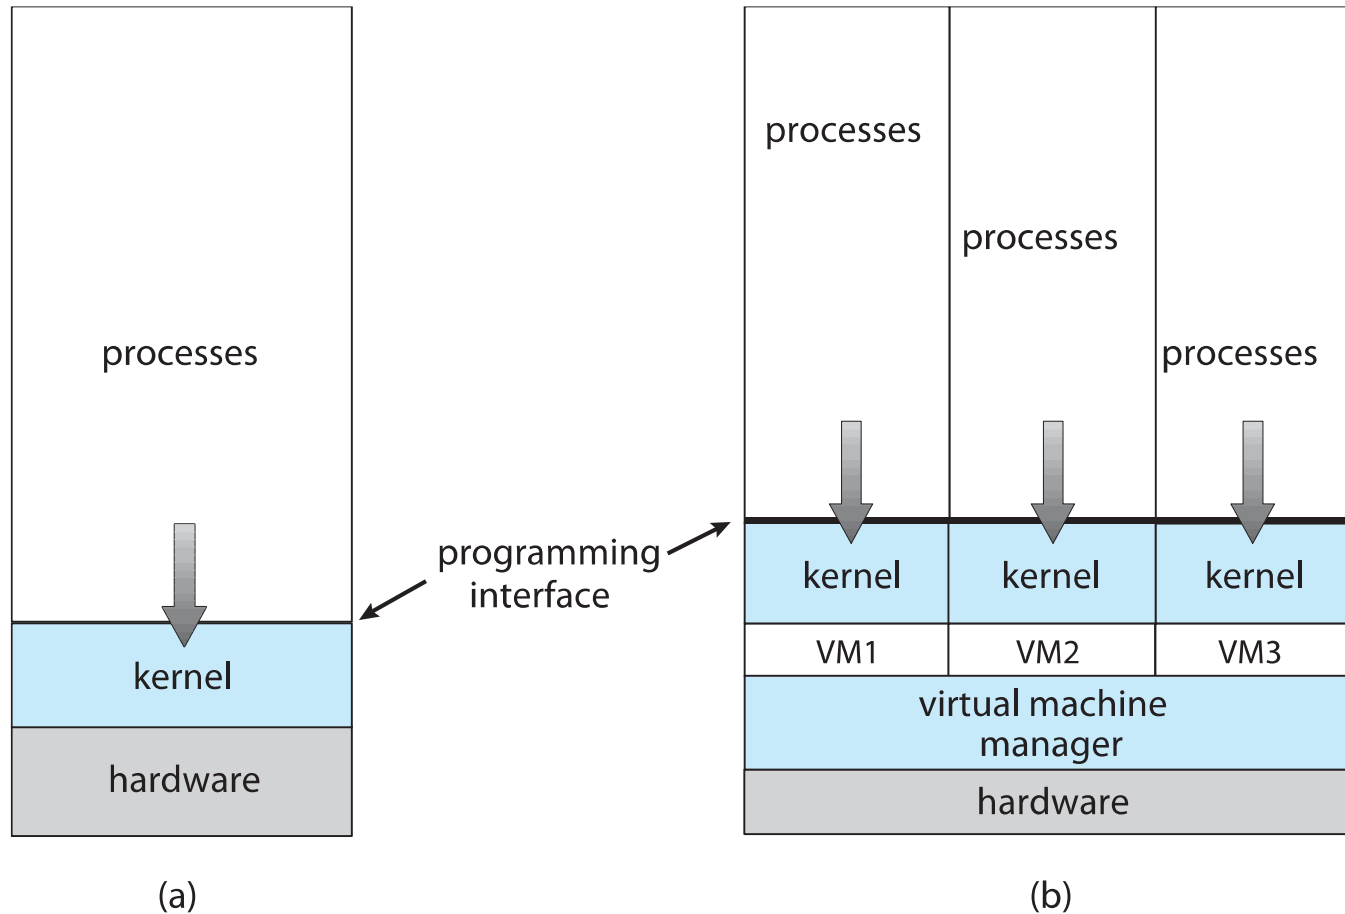 processes
kernel
hardware
(a)
programming
interface
processes
processes
processes
kernel
kernel
kernel
VM1
VM2
VM3
virtual machine
manager
hardware
(b)